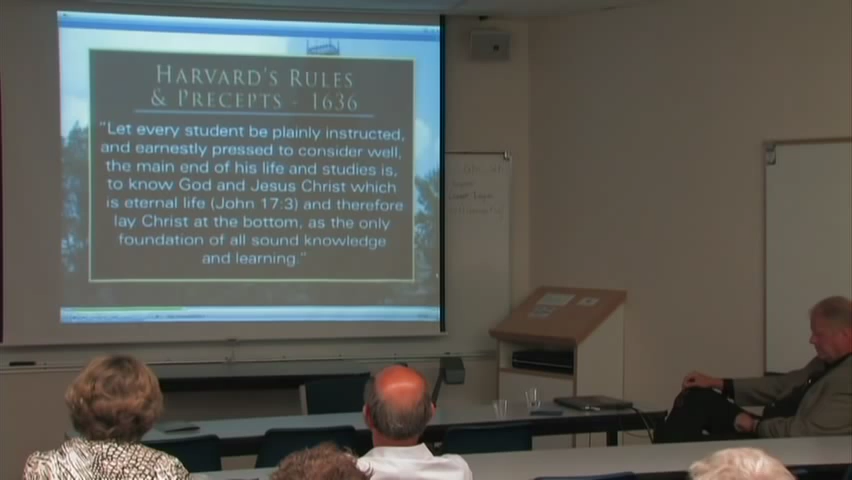 HARVARD'S RULES
& PRECEPTS - 1636
"Let every student be plainly instructed,
and earnestly pressed to consider well,
the main end of his life and studies is,
to know God and Jesus Christ which
is eternal life (John 17:3) and therefore
lay Christ at the bottom, as the only
foundation of all sound knowledge
and learning."